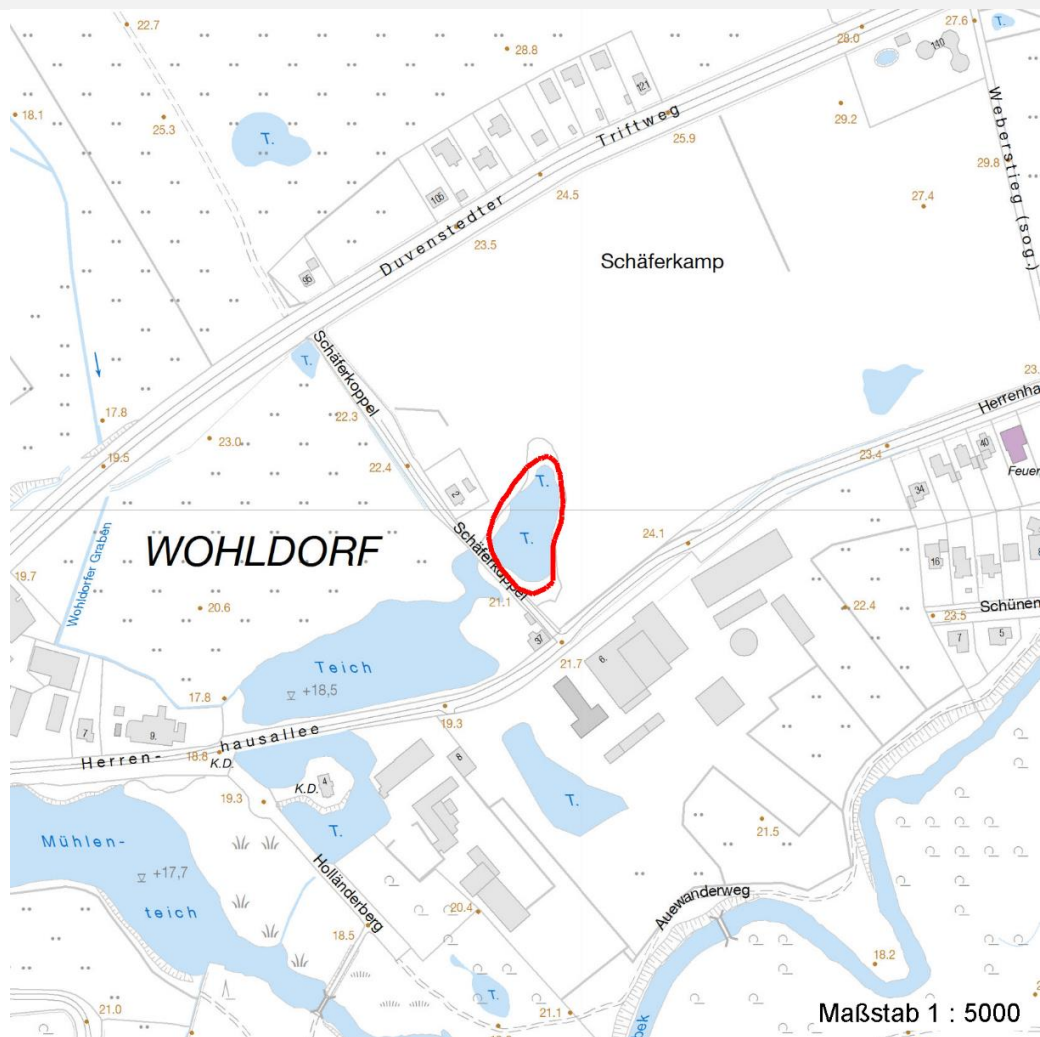 22.7
28.8
28.0
27.6
T.
140
18.1
25.3
T.
121
Triftweg
25.9
29.2
Weberstieg (sog.)
29.8
105
24.5
27.4
Duvenstedter
23.5
Schäferkamp
95
T.
Schäferkoppel
22.3
17.8
23.0
22.4
19.5
23.
Herrenha
23.4
40
Feuer
T.
2
34
T.
Schäferkoppel
24.1
WOHLDORF
Wohldorfer Graben
19.7
20.6
21.1
16
22.4
23.5
Schünen
7
5
8
37
21.7
6.
Teich
+18,5
17.8
19.3
7
9.
Herren-
hausallee
18.8
K.D.
8
19.3
K.D.
4
T.
T.
21.5
Mühlen-
+17,7
teich
Holländerberg
18.5
20.4
Auewanderweg
18.2
T.
21.0
21.1
bek
Maßstab 1 : 5000